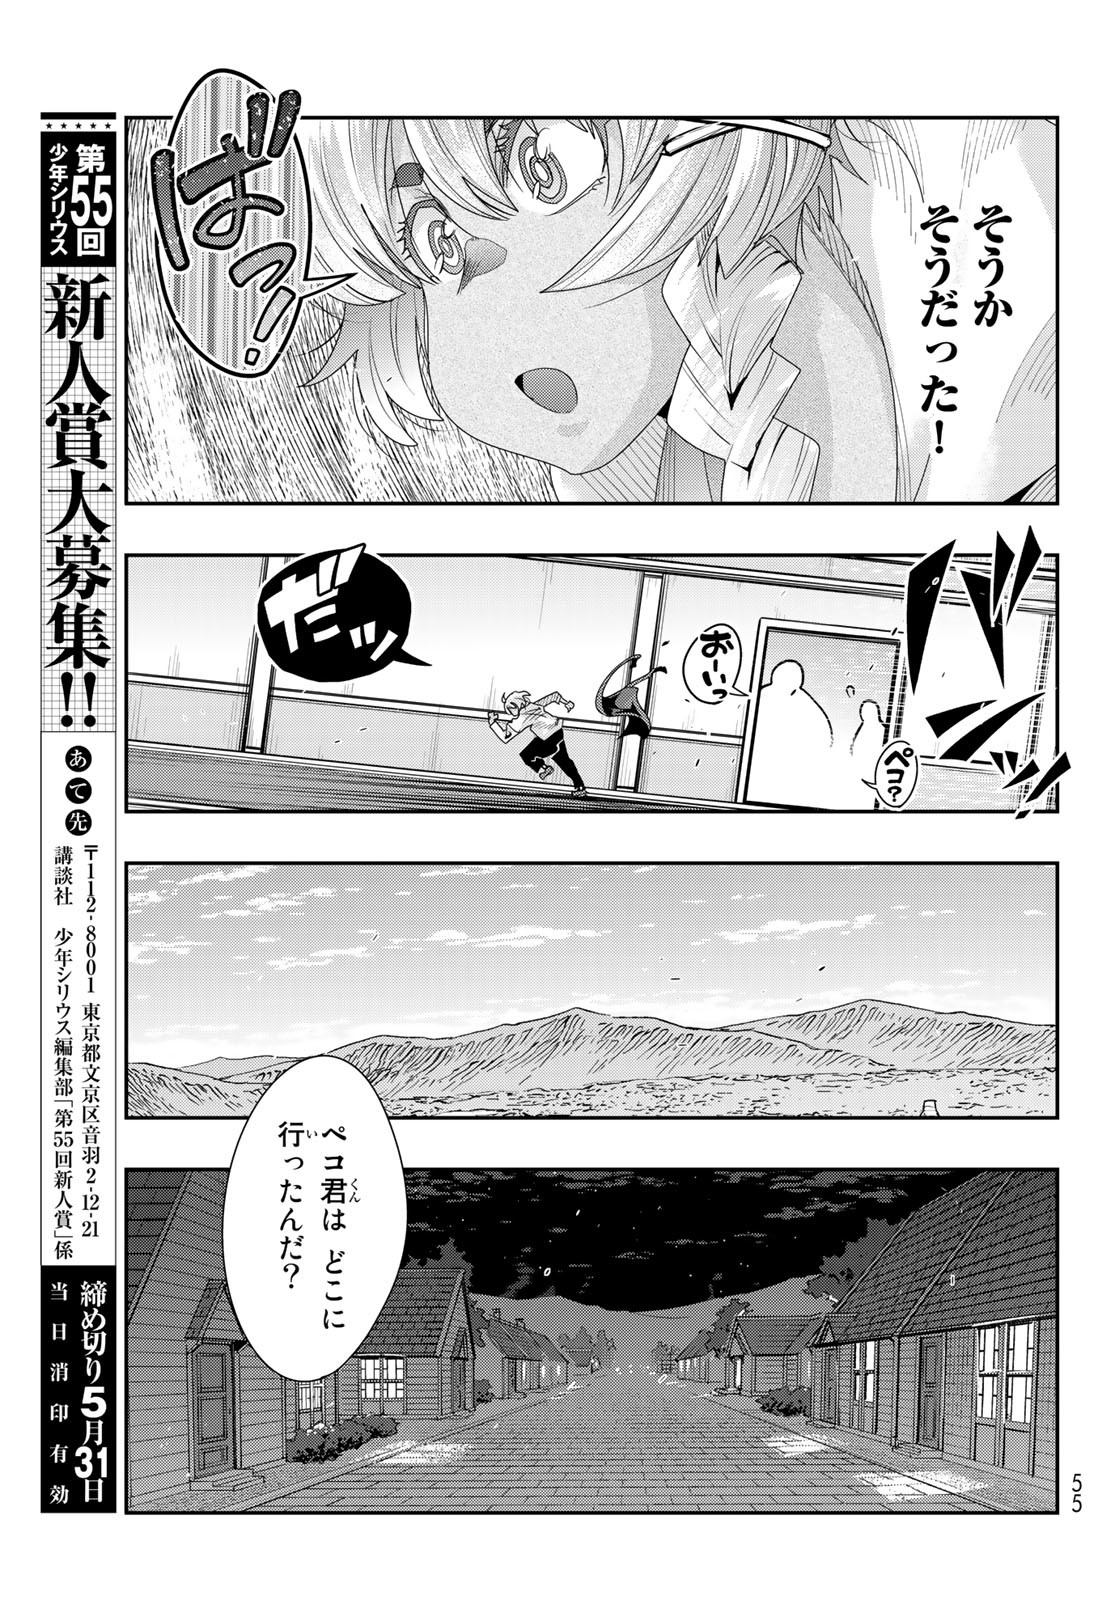 そうか
そうだった！
ばっ！
バンッ
ペコ？
おーいっ
だッ
ペコ君は どこに
くん
行ったんだ？
い
第55回
少年シリウス
新人賞大募集!!
あて先
〒112-8001 東京都文京区音羽2-12-21
講談社 少年シリウス編集部「第55回新人賞」係
締め切り5月31日
当日消印有効
55